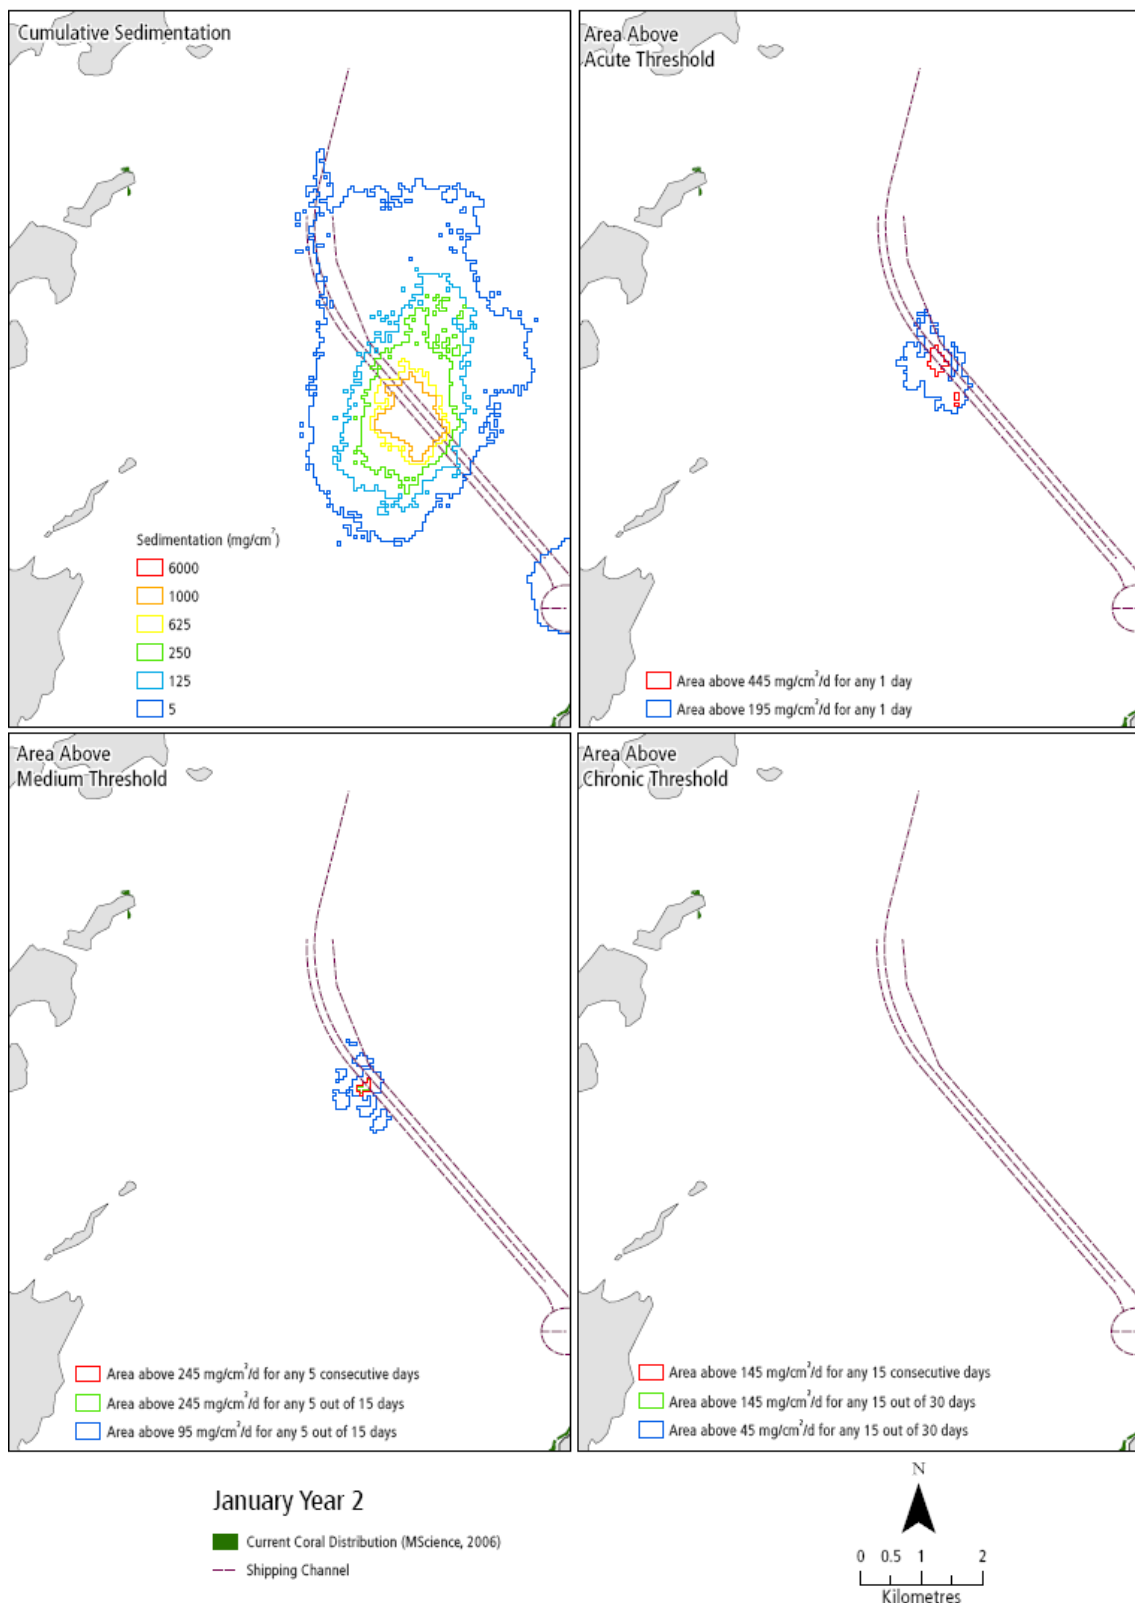 Cumulative Sedimentation
Sedimentation (mg/cm²)
6000
1000
625
250
125
5
Area Above
Acute Threshold
Area above 445 mg/cm²/d for any 1 day
Area above 195 mg/cm²/d for any 1 day
Area Above
Medium Threshold
Area above 245 mg/cm²/d for any 5 consecutive days
Area above 245 mg/cm²/d for any 5 out of 15 days
Area above 95 mg/cm²/d for any 5 out of 15 days
Area Above
Chronic Threshold
Area above 145 mg/cm²/d for any 15 consecutive days
Area above 145 mg/cm²/d for any 15 out of 30 days
Area above 45 mg/cm²/d for any 15 out of 30 days
January Year 2
Current Coral Distribution (MScience, 2006)
Shipping Channel
N
0 0.5 1 2
Kilometres